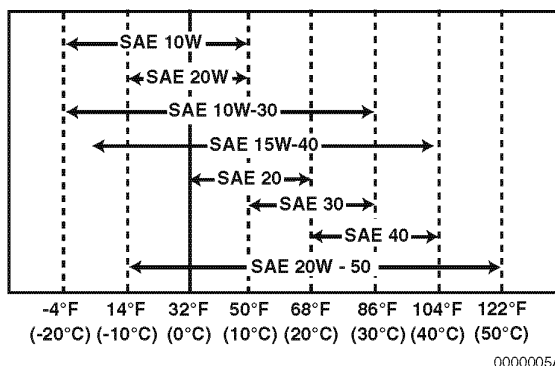 SAE 10W
SAE 20W
SAE 10W-30
SAE 15W-40
SAE 20
SAE 30
SAE 40
SAE 20W - 50
-4°F 14°F 32°F 50°F 68°F 86°F 104°F 122°F
(-20°C) (-10°C) (0°C) (10°C) (20°C) (30°C) (40°C) (50°C)